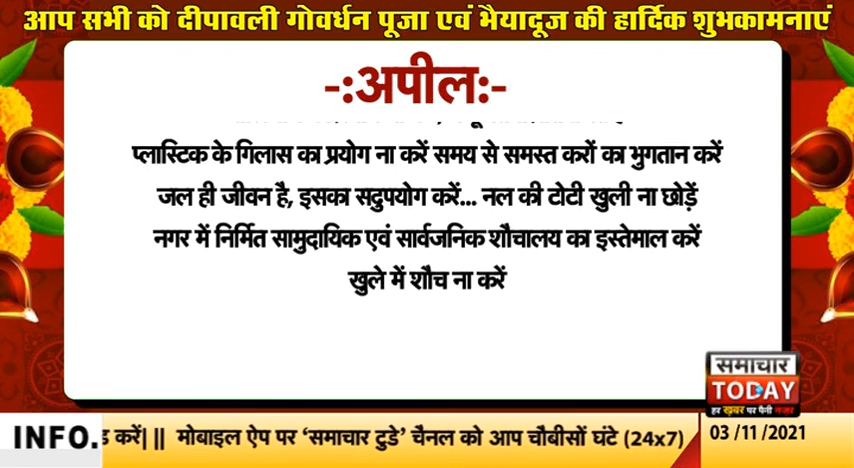 आप सभी को दीपावली गोवर्धन पूजा एवं भैयादूज की हार्दिक शुभकामनाएं
-:अपील:-
प्लास्टिक के गिलास का प्रयोग ना करें समय से समस्त करों का भुगतान करें
जल ही जीवन है, इसका सदुपयोग करें... नल की टोटी खुली ना छोड़ें
नगर में निर्मित सामुदायिक एवं सार्वजनिक शौचालय का इस्तेमाल करें
खुले में शौच ना करें
समाचार
TODAY
हर ख़बर पर पैनी नजर
INFO. करें| || मोबाइल ऐप पर ‘समाचार टुडे’ चैनल को आप चौबीसों घंटे (24x7)
03 /11 /2021